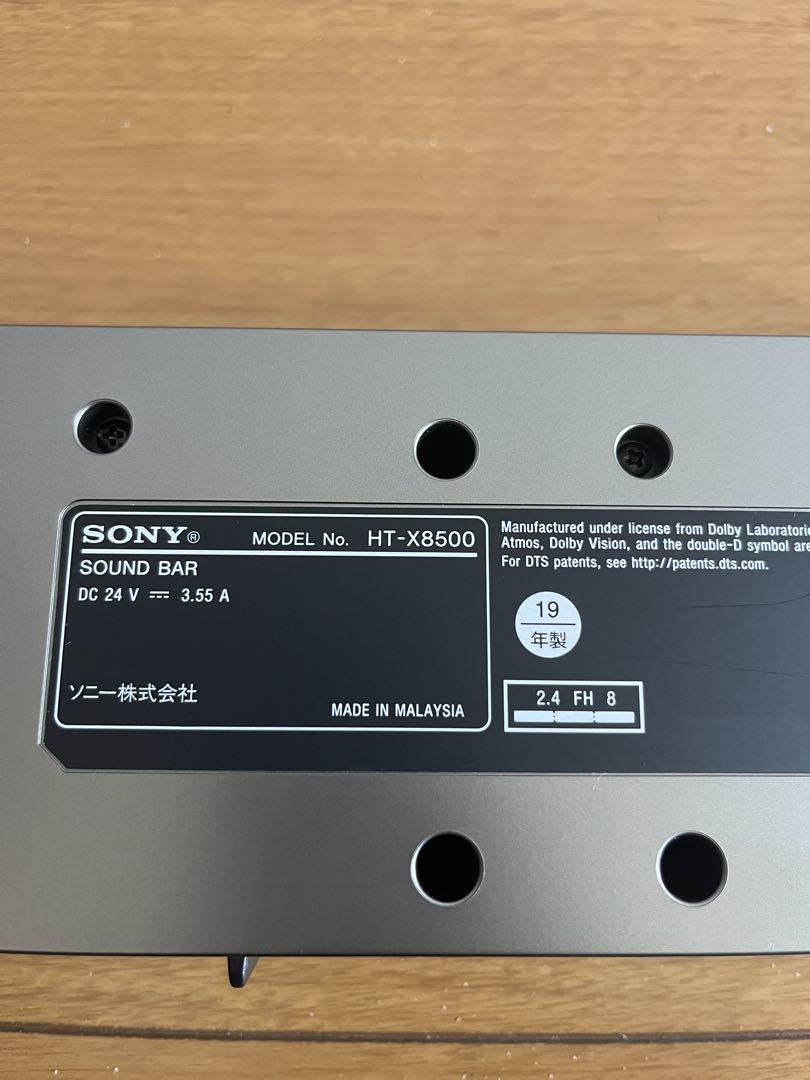 SONY® MODEL No. HT-X8500
SOUND BAR
DC 24 V ⎓ 3.55 A
ソニー株式会社
MADE IN MALAYSIA
Manufactured under license from Dolby Laboratorie
Atmos, Dolby Vision, and the double-D symbol are
For DTS patents, see http://patents.dts.com.
19
年製
2.4 FH 8